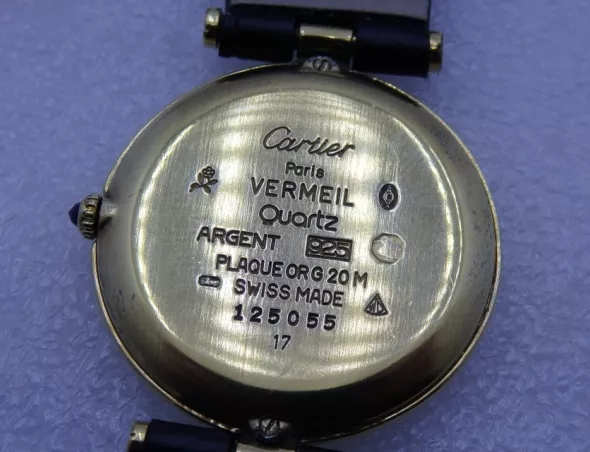 Cartier
Paris
VERMEIL
Quartz
ARGENT 925
PLAQUE OR G 20 M
SWISS MADE
125055
17